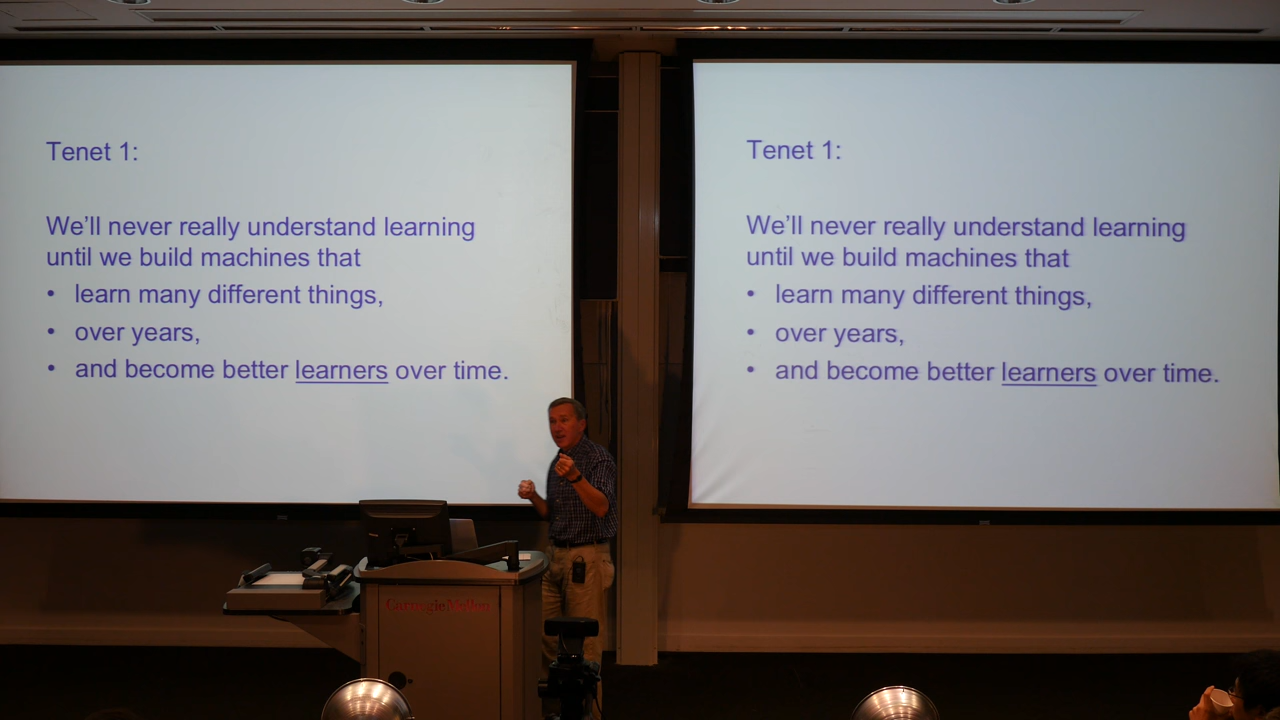 Tenet 1:
We'll never really understand learning
until we build machines that
• learn many different things,
• over years,
• and become better learners over time.
Tenet 1:
We'll never really understand learning
until we build machines that
• learn many different things,
• over years,
• and become better learners over time.
Carnegie Mellon